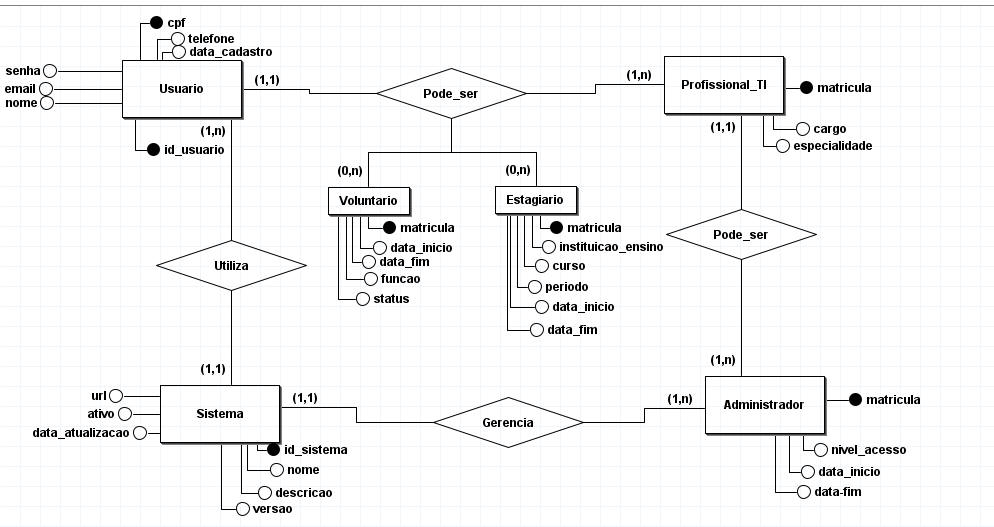 cpf
telefone
data_cadastro
senha
email
nome
Usuario
id_usuario
(1,1)
(1,n)
Pode_ser
(1,n)
Profissional_TI
matricula
cargo
especialidade
(1,1)
(0,n)
(0,n)
Voluntario
matricula
data_inicio
data_fim
funcao
status
Estagiario
matricula
instituicao_ensino
curso
periodo
data_inicio
data_fim
Utiliza
Pode_ser
(1,1)
(1,n)
url
ativo
data_atualizacao
Sistema
(1,1)
id_sistema
nome
descricao
versao
Gerencia
(1,n)
Administrador
matricula
nivel_acesso
data_inicio
data-fim